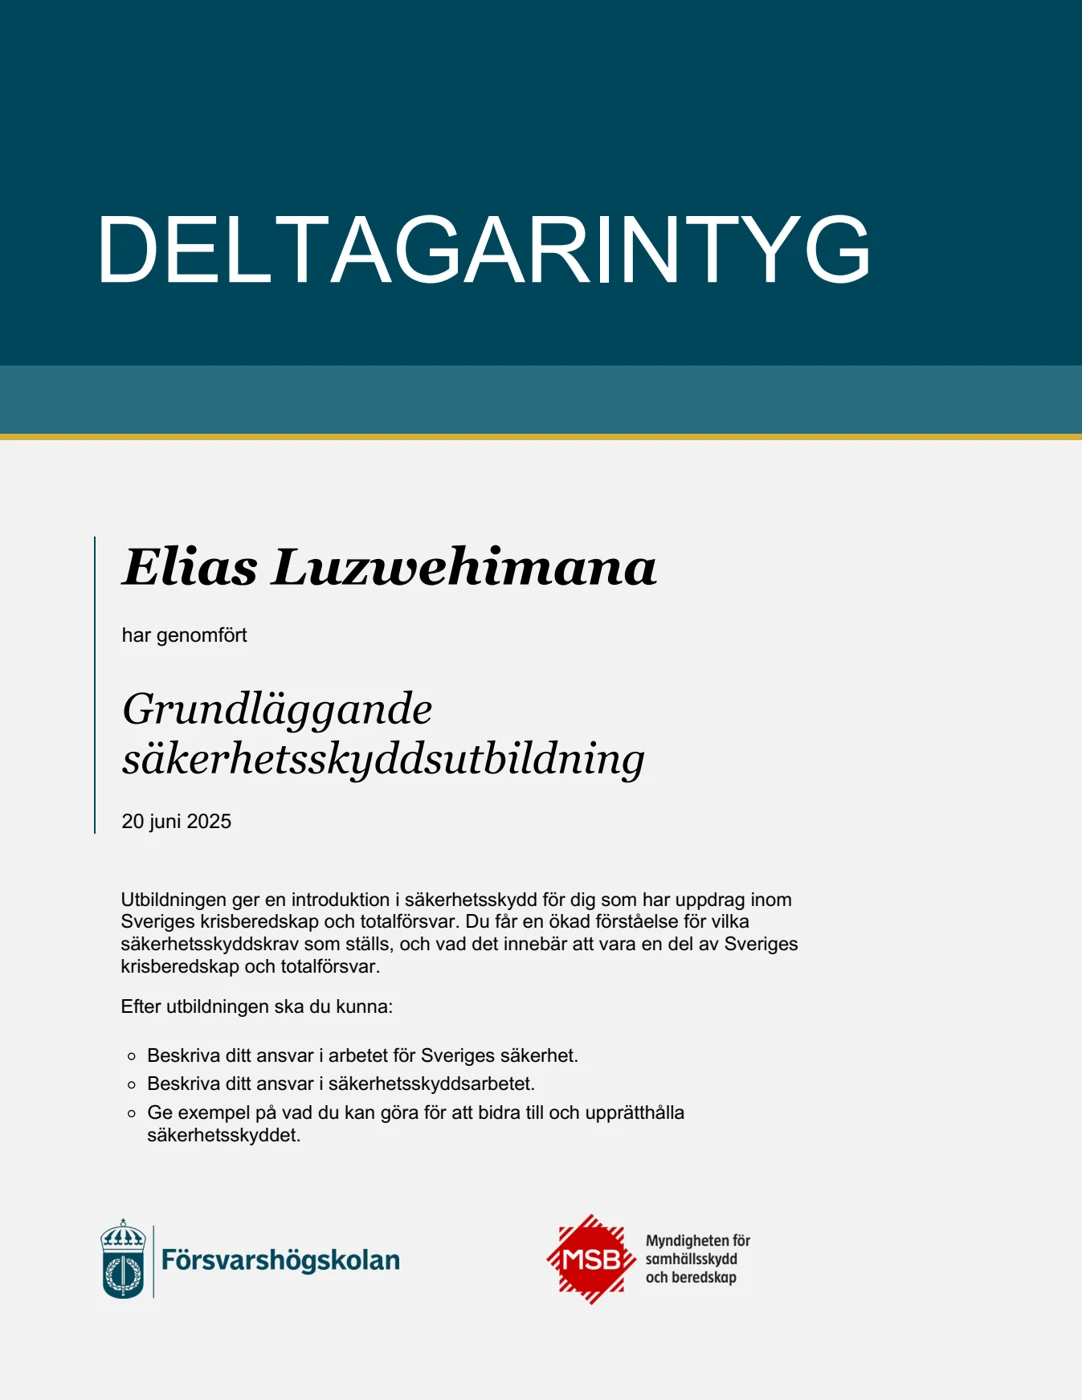 DELTAGARINTYG
Elias Luzwehimana
har genomfört
Grundläggande
säkerhetsskyddsutbildning
20 juni 2025
Utbildningen ger en introduktion i säkerhetsskydd för dig som har uppdrag inom
Sveriges krisberedskap och totalförsvar. Du får en ökad förståelse för vilka
säkerhetsskyddskrav som ställs, och vad det innebär att vara en del av Sveriges
krisberedskap och totalförsvar.
Efter utbildningen ska du kunna:
Beskriva ditt ansvar i arbetet för Sveriges säkerhet.
Beskriva ditt ansvar i säkerhetsskyddsarbetet.
Ge exempel på vad du kan göra för att bidra till och upprätthålla
säkerhetsskyddet.
Försvarshögskolan
MSB
Myndigheten för
samhällsskydd
och beredskap